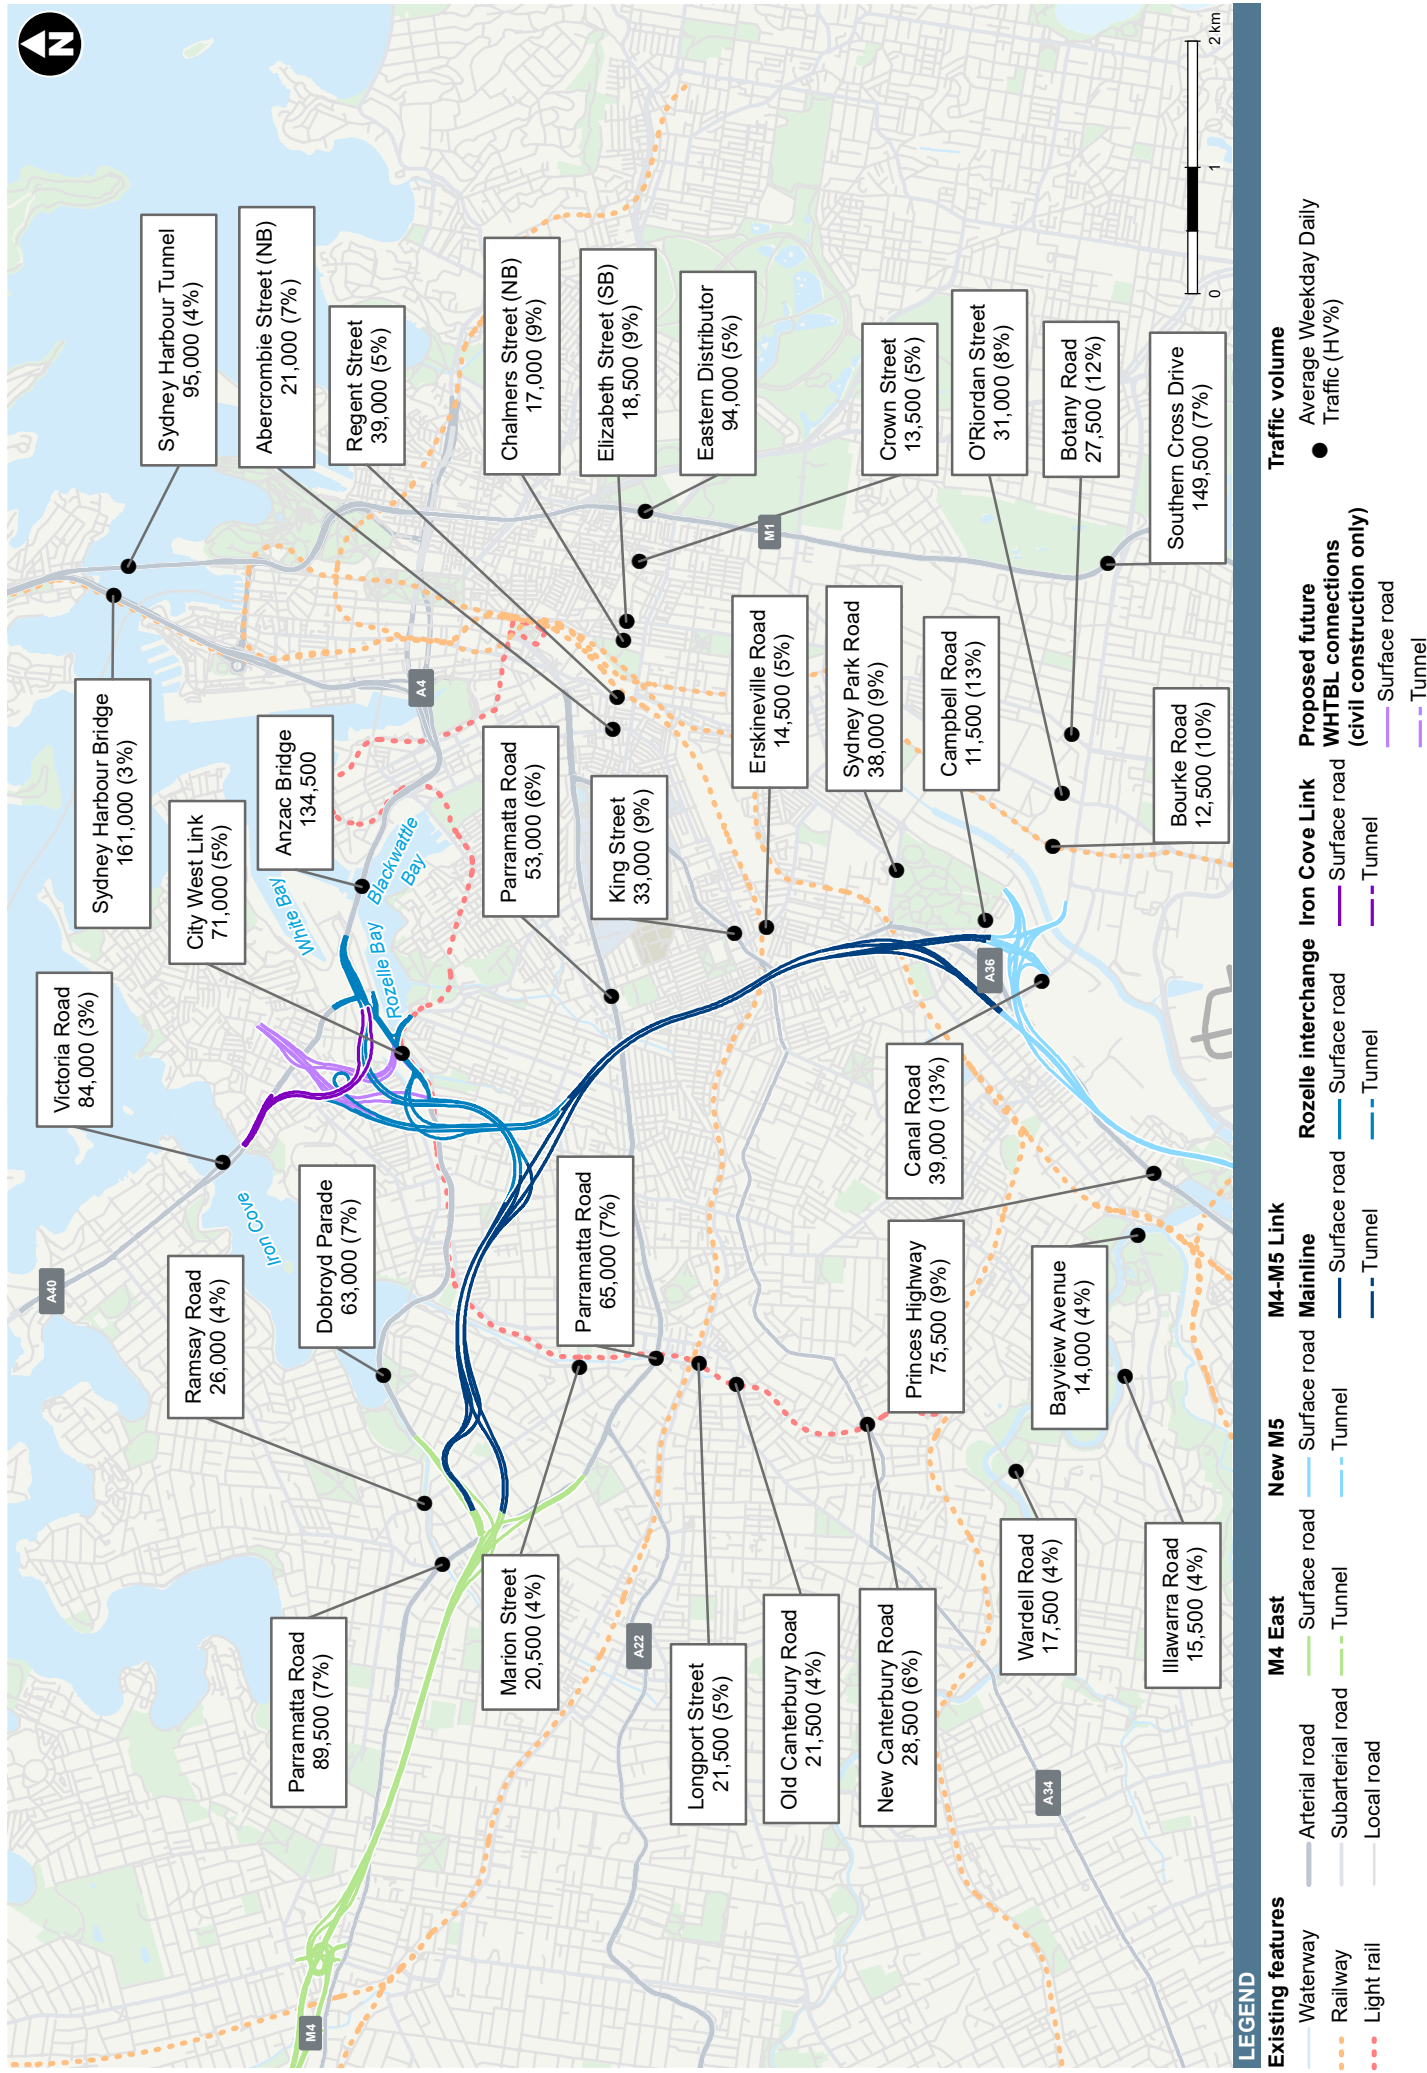 N
Sydney Harbour Bridge
161,000 (3%)
Sydney Harbour Tunnel
95,000 (4%)
Victoria Road
84,000 (3%)
City West Link
71,000 (5%)
Anzac Bridge
134,500
Abercrombie Street (NB)
21,000 (7%)
Regent Street
39,000 (5%)
Ramsay Road
26,000 (4%)
Dobroyd Parade
63,000 (7%)
Parramatta Road
89,500 (7%)
Marion Street
20,500 (4%)
Parramatta Road
65,000 (7%)
Parramatta Road
53,000 (6%)
King Street
33,000 (9%)
Chalmers Street (NB)
17,000 (9%)
Elizabeth Street (SB)
18,500 (9%)
Eastern Distributor
94,000 (5%)
Crown Street
13,500 (5%)
O'Riordan Street
31,000 (8%)
Botany Road
27,500 (12%)
Southern Cross Drive
149,500 (7%)
Erskineville Road
14,500 (5%)
Sydney Park Road
38,000 (9%)
Campbell Road
11,500 (13%)
Bourke Road
12,500 (10%)
Canal Road
39,000 (13%)
Princes Highway
75,500 (9%)
Bayview Avenue
14,000 (4%)
Longport Street
21,500 (5%)
Old Canterbury Road
21,500 (4%)
New Canterbury Road
28,500 (6%)
Wardell Road
17,500 (4%)
Illawarra Road
15,500 (4%)
Iron Cove
White Bay
Rozelle Bay
Blackwattle
Bay
M4
A40
A4
A22
A34
A36
M1
0
1
2 km
LEGEND
Existing features
Waterway
Railway
Light rail
Arterial road
Subarterial road
Local road
M4 East
Surface road
Tunnel
New M5
Surface road
Tunnel
M4-M5 Link
Mainline
Surface road
Tunnel
Rozelle interchange
Surface road
Tunnel
Iron Cove Link
Surface road
Tunnel
Proposed future
WHTBL connections
(civil construction only)
Surface road
Tunnel
Traffic volume
Average Weekday Daily
Traffic (HV%)